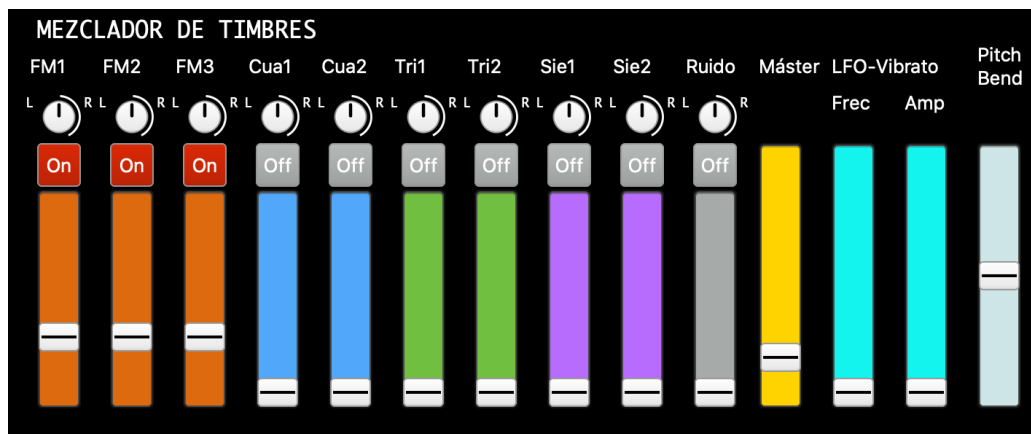 MEZCLADOR DE TIMBRES
FM1 FM2 FM3 Cua1 Cua2 Tri1 Tri2 Sie1 Sie2 Ruido Máster LFO-Vibrato Pitch Bend
Frec Amp
L R L R L R L R L R L R L R L R L R L R
On On On Off Off Off Off Off Off Off